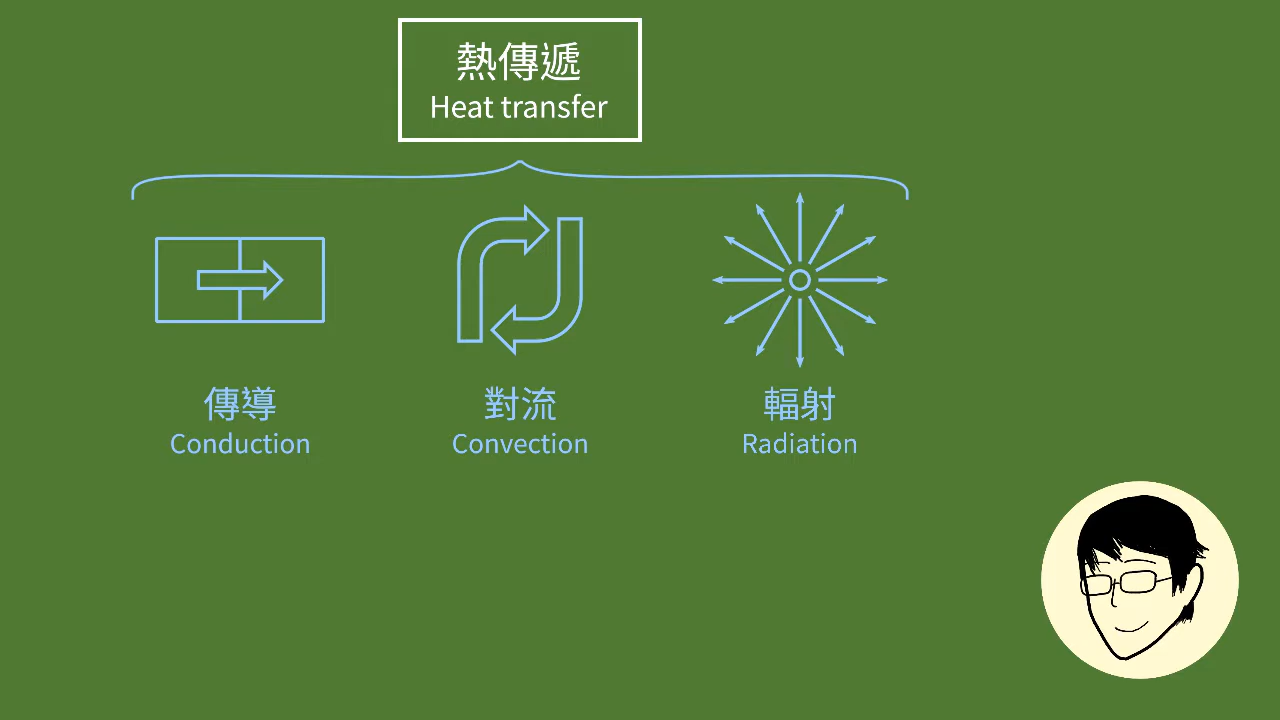 熱傳遞
Heat transfer
傳導
Conduction
對流
Convection
輻射
Radiation